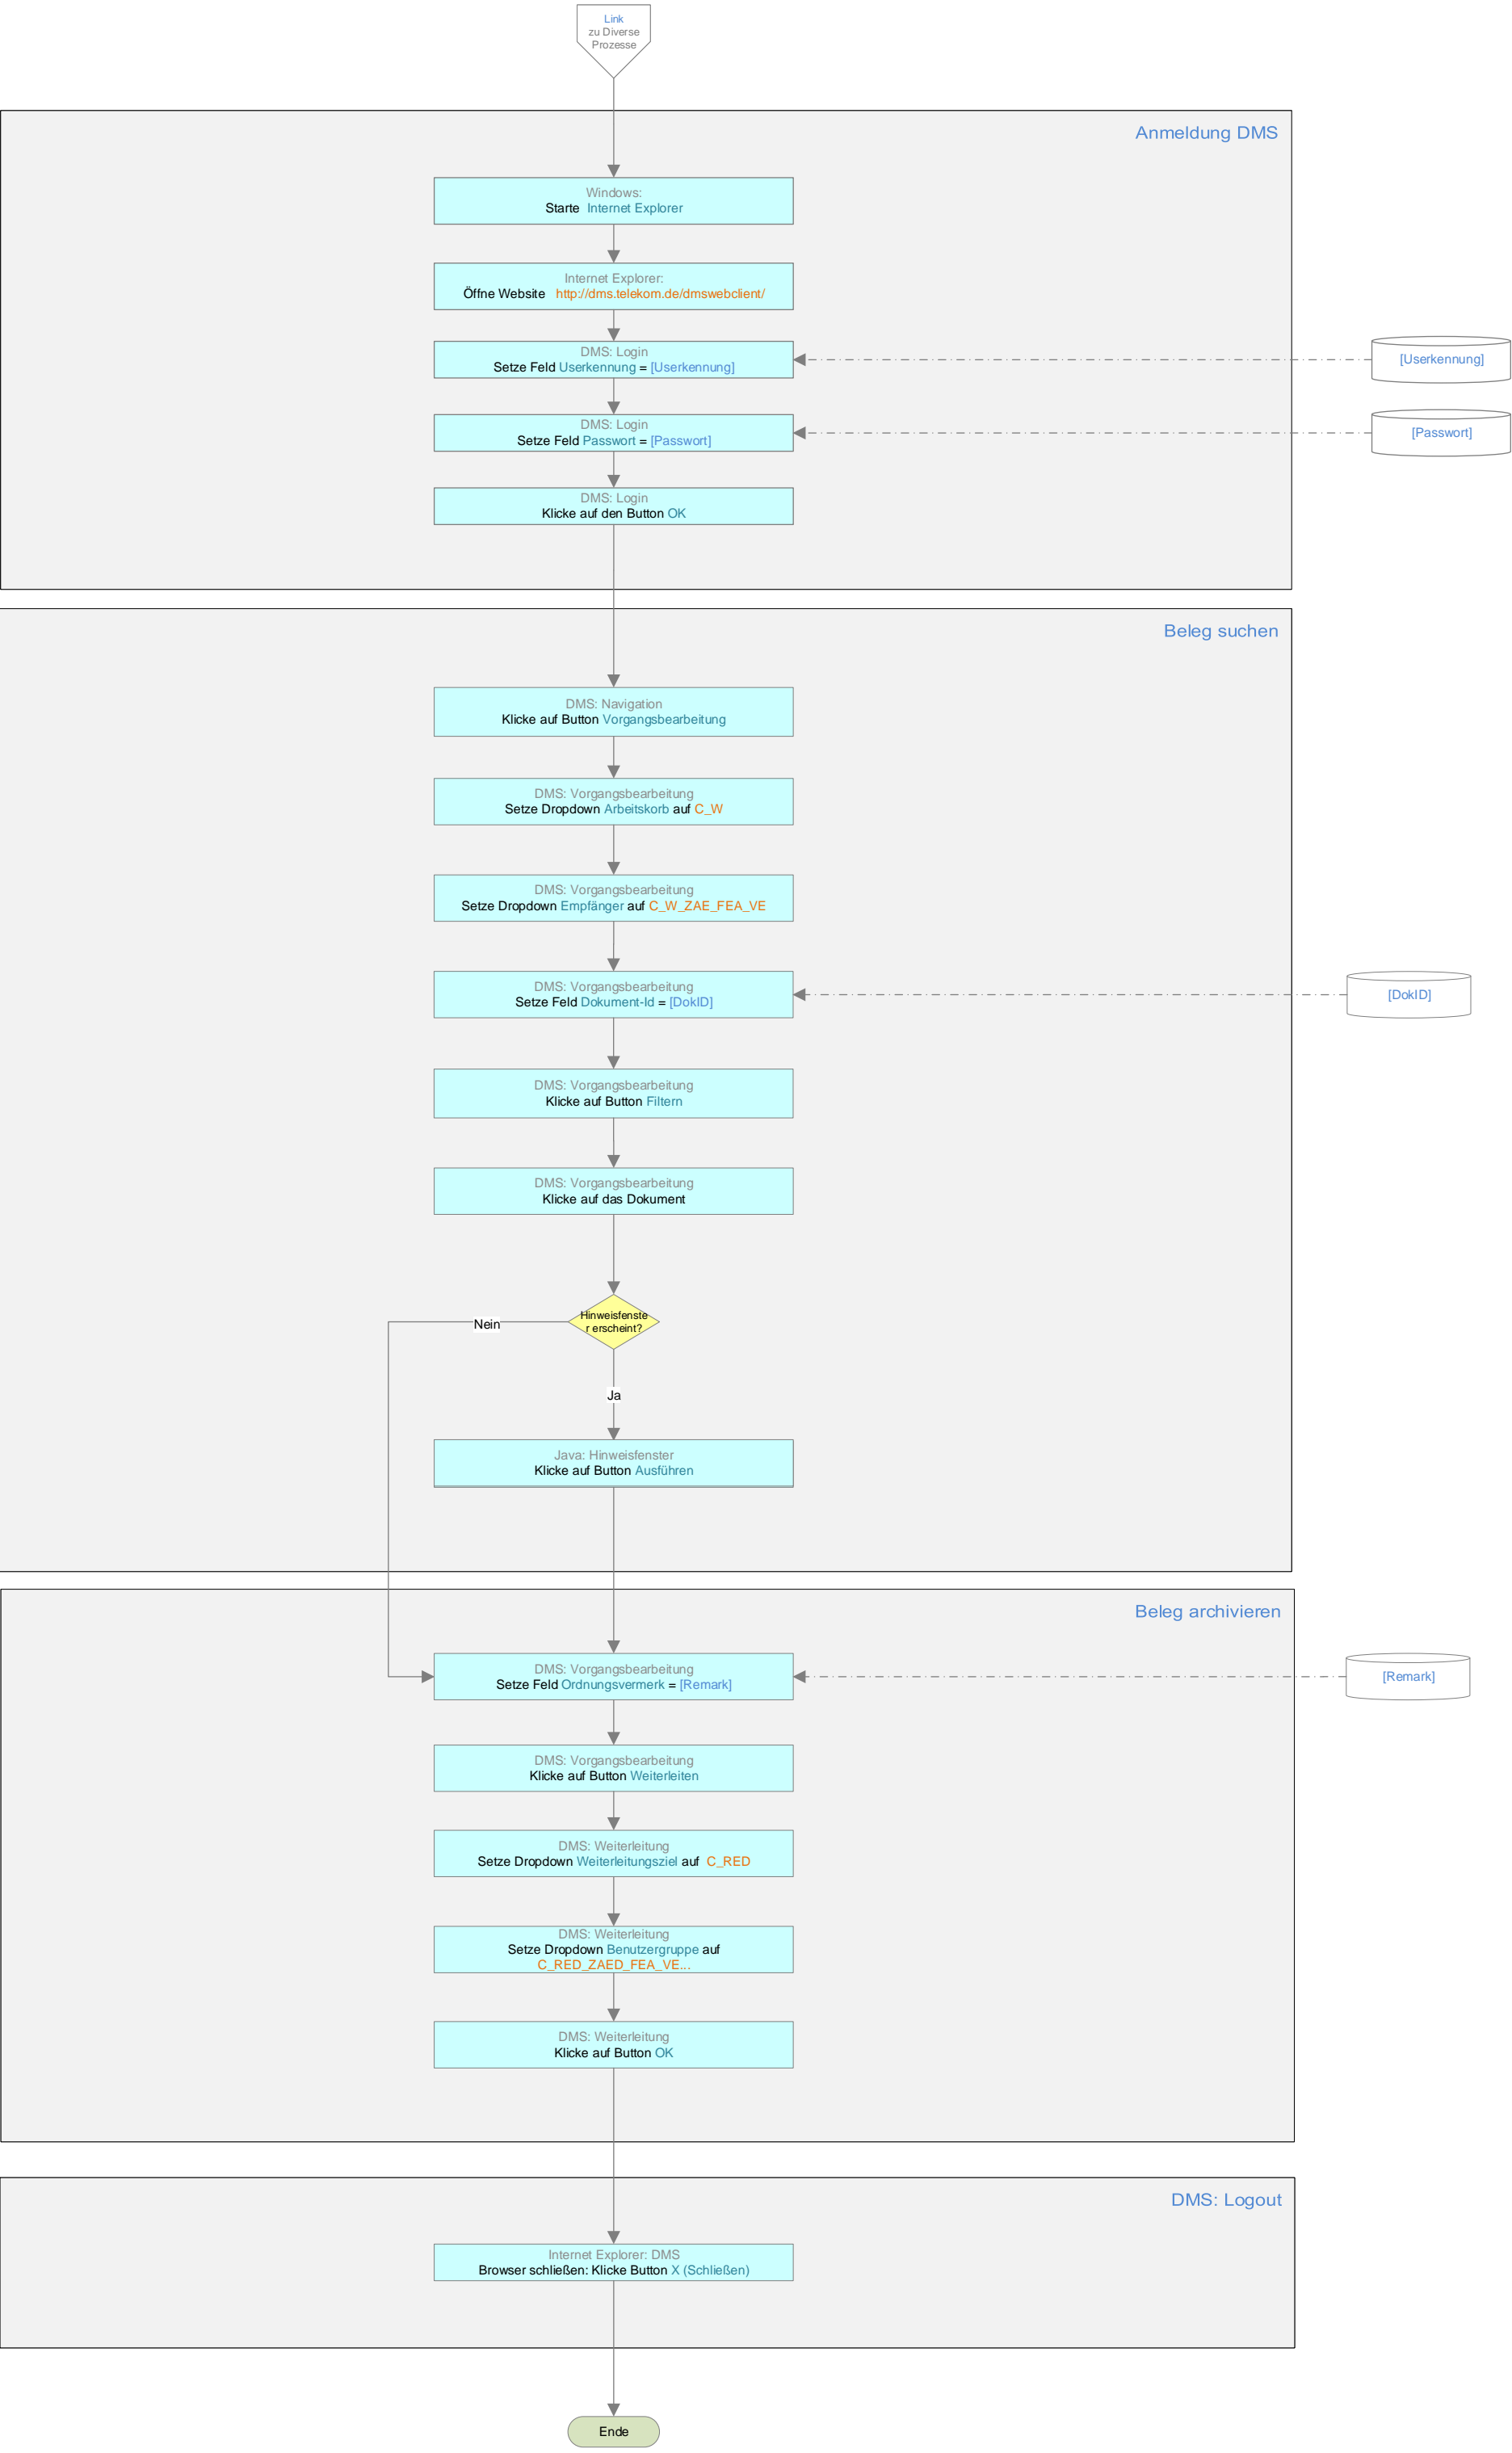 Link
zu Diverse
Prozesse
Anmeldung DMS
Windows:
Starte Internet Explorer
Internet Explorer:
Öffne Website http://dms.telekom.de/dmswebclient/
DMS: Login
Setze Feld Userkennung = [Userkennung]
[Userkennung]
DMS: Login
Setze Feld Passwort = [Passwort]
[Passwort]
DMS: Login
Klicke auf den Button OK
Beleg suchen
DMS: Navigation
Klicke auf Button Vorgangsbearbeitung
DMS: Vorgangsbearbeitung
Setze Dropdown Arbeitskorb auf C_W
DMS: Vorgangsbearbeitung
Setze Dropdown Empfänger auf C_W_ZAE_FEA_VE
DMS: Vorgangsbearbeitung
Setze Feld Dokument-Id = [DokID]
[DokID]
DMS: Vorgangsbearbeitung
Klicke auf Button Filtern
DMS: Vorgangsbearbeitung
Klicke auf das Dokument
Hinweisfenste
r erscheint?
Nein
Ja
Java: Hinweisfenster
Klicke auf Button Ausführen
Beleg archivieren
DMS: Vorgangsbearbeitung
Setze Feld Ordnungsvermerk = [Remark]
[Remark]
DMS: Vorgangsbearbeitung
Klicke auf Button Weiterleiten
DMS: Weiterleitung
Setze Dropdown Weiterleitungsziel auf C_RED
DMS: Weiterleitung
Setze Dropdown Benutzergruppe auf
C_RED_ZAED_FEA_VE...
DMS: Weiterleitung
Klicke auf Button OK
DMS: Logout
Internet Explorer: DMS
Browser schließen: Klicke Button X (Schließen)
Ende